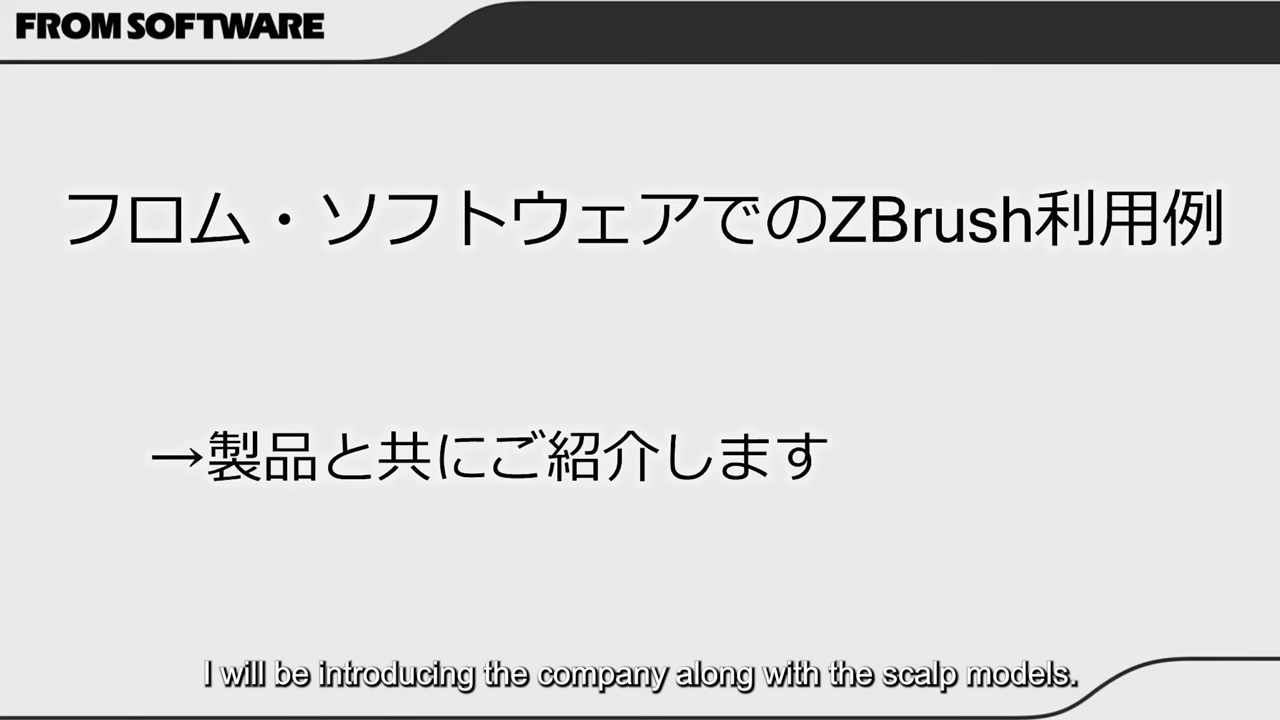 FROM SOFTWARE
フロム・ソフトウェアでのZBrush利用例
→製品と共にご紹介します
I will be introducing the company along with the scalp models.